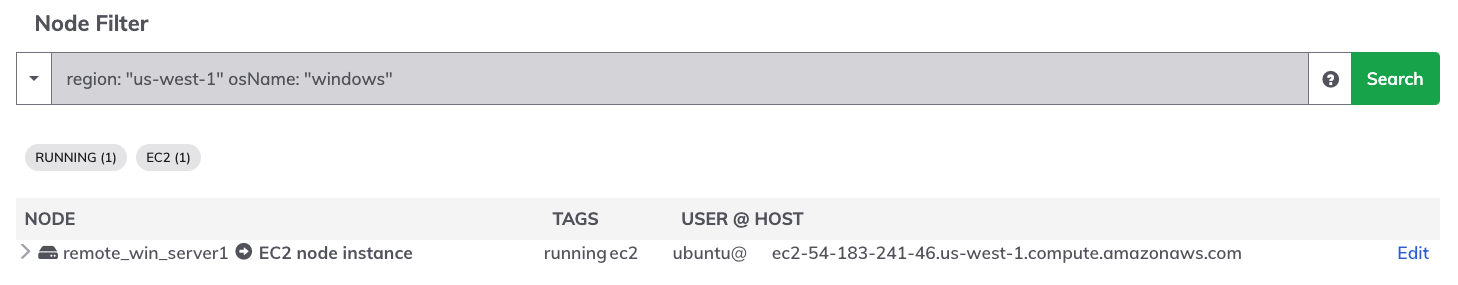 Node Filter
region: "us-west-1" osName: "windows"
Search
RUNNING (1) EC2 (1)
NODE TAGS USER @ HOST
remote_win_server1 EC2 node instance running ec2 ubuntu@ ec2-54-183-241-46.us-west-1.compute.amazonaws.com Edit